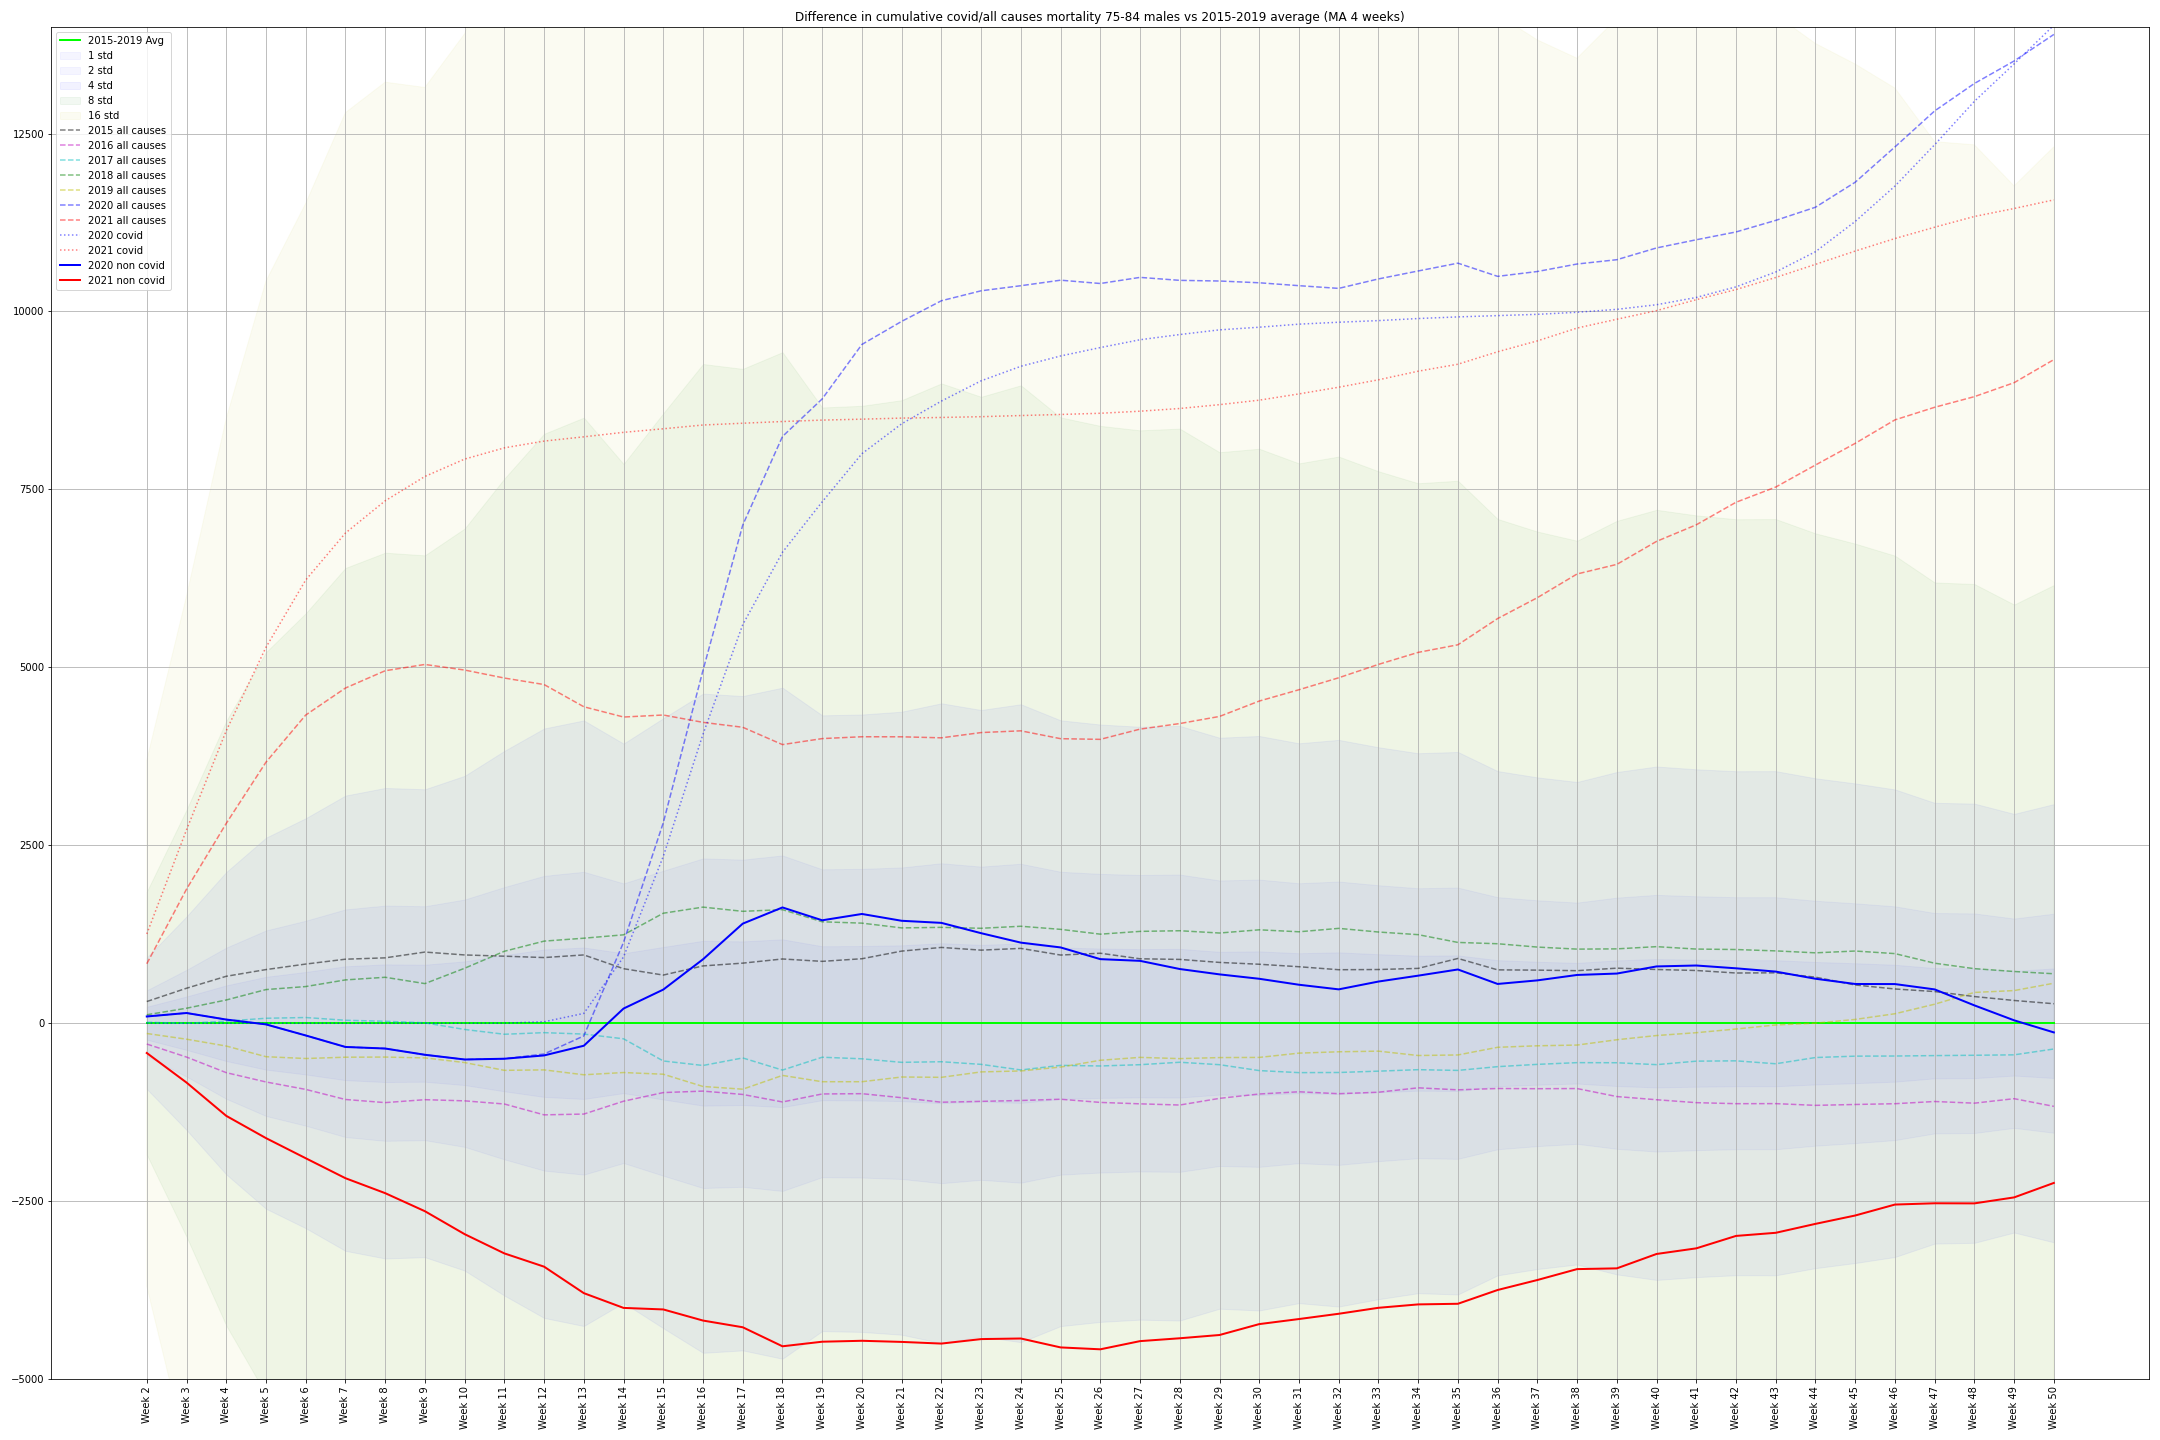 Difference in cumulative covid/all causes mortality 75-84 males vs 2015-2019 average (MA 4 weeks)
2015-2019 Avg
1 std
2 std
4 std
8 std
16 std
2015 all causes
2016 all causes
2017 all causes
2018 all causes
2019 all causes
2020 all causes
2021 all causes
2020 covid
2021 covid
2020 non covid
2021 non covid
12500
10000
7500
5000
2500
0
−2500
−5000
Week 2
Week 3
Week 4
Week 5
Week 6
Week 7
Week 8
Week 9
Week 10
Week 11
Week 12
Week 13
Week 14
Week 15
Week 16
Week 17
Week 18
Week 19
Week 20
Week 21
Week 22
Week 23
Week 24
Week 25
Week 26
Week 27
Week 28
Week 29
Week 30
Week 31
Week 32
Week 33
Week 34
Week 35
Week 36
Week 37
Week 38
Week 39
Week 40
Week 41
Week 42
Week 43
Week 44
Week 45
Week 46
Week 47
Week 48
Week 49
Week 50